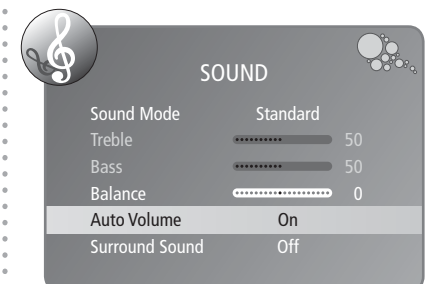 SOUND
Sound Mode Standard
Treble 50
Bass 50
Balance 0
Auto Volume On
Surround Sound Off